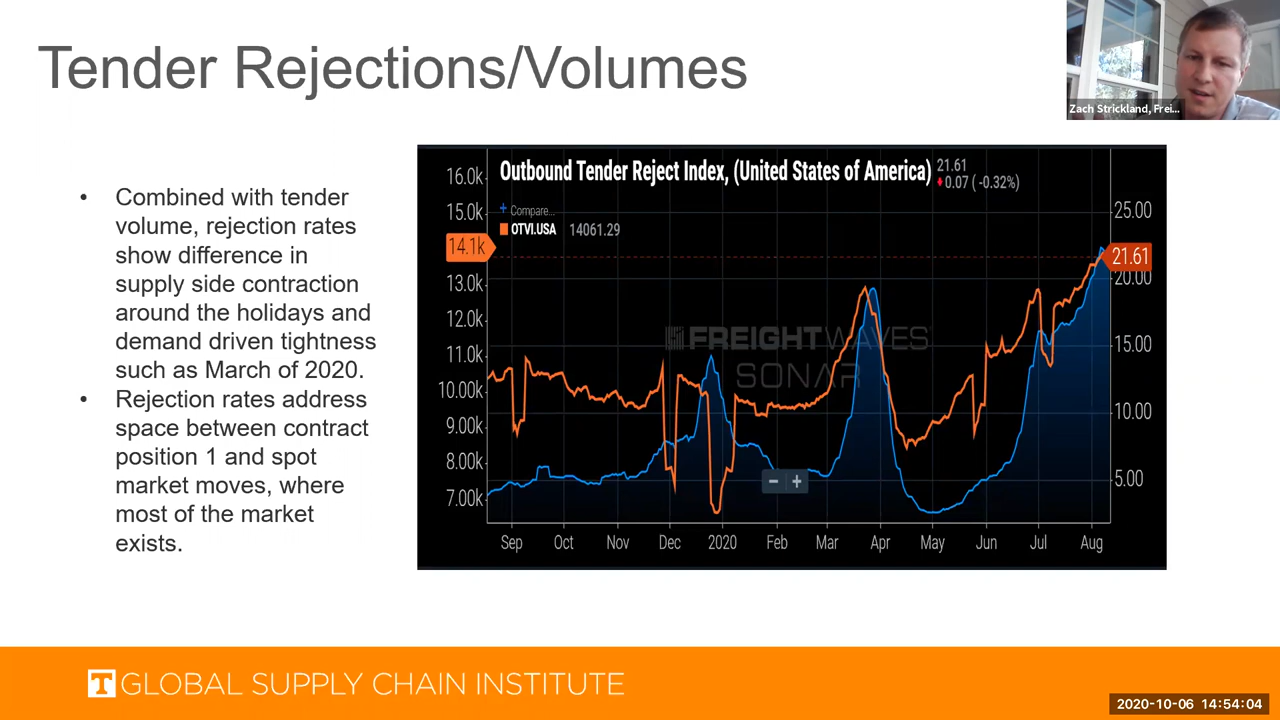 Tender Rejections/Volumes
Zach Strickland, Frei...
• Combined with tender
volume, rejection rates
show difference in
supply side contraction
around the holidays and
demand driven tightness
such as March of 2020.
• Rejection rates address
space between contract
position 1 and spot
market moves, where
most of the market
exists.
Outbound Tender Reject Index, (United States of America)
21.61
0.07 (-0.32%)
+ Compare...
OTVI.USA 14061.29
16.0k
15.0k
14.1k
13.0k
12.0k
11.0k
10.00k
9.00k
8.00k
7.00k
25.00
21.61
20.00
15.00
10.00
5.00
FREIGHTWAVES
SONAR
− +
Sep Oct Nov Dec 2020 Feb Mar Apr May Jun Jul Aug
T GLOBAL SUPPLY CHAIN INSTITUTE
2020-10-06 14:54:04